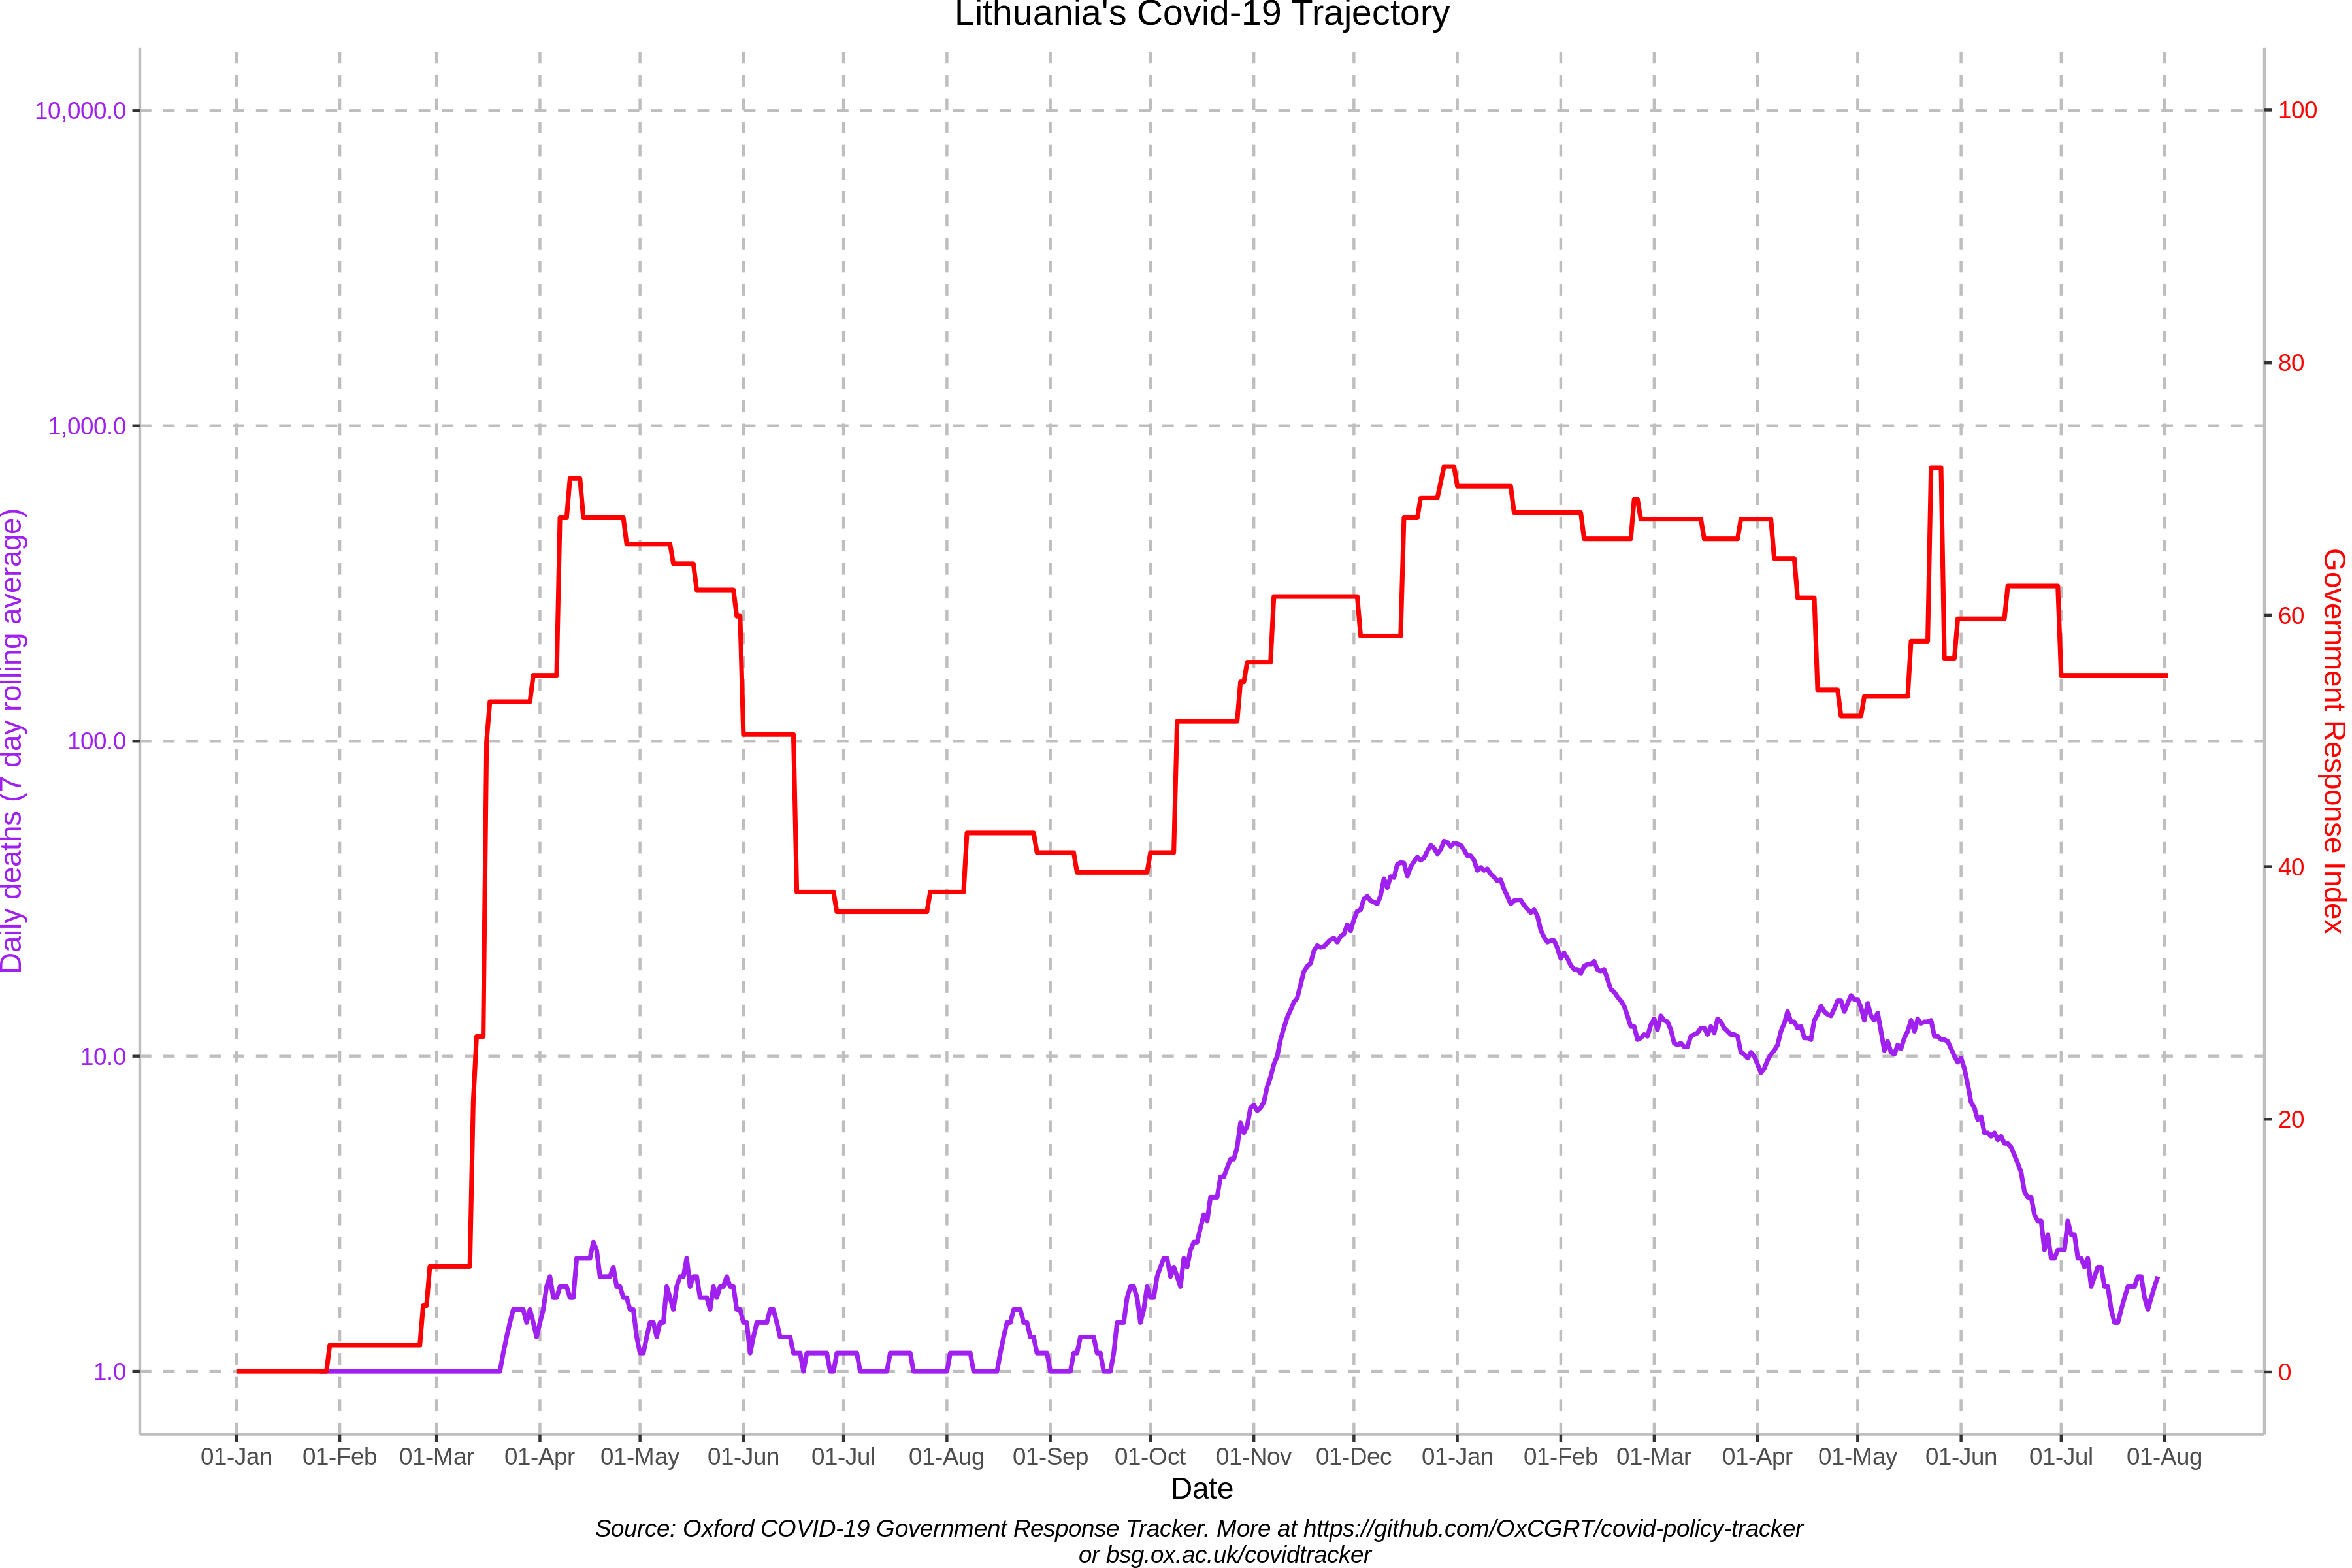 Lithuania's Covid-19 Trajectory
10,000.0
1,000.0
100.0
10.0
1.0
Daily deaths (7 day rolling average)
100
80
60
40
20
0
Government Response Index
01-Jan 01-Feb 01-Mar 01-Apr 01-May 01-Jun 01-Jul 01-Aug 01-Sep 01-Oct 01-Nov 01-Dec 01-Jan 01-Feb 01-Mar 01-Apr 01-May 01-Jun 01-Jul 01-Aug
Date
Source: Oxford COVID-19 Government Response Tracker. More at https://github.com/OxCGRT/covid-policy-tracker
or bsg.ox.ac.uk/covidtracker